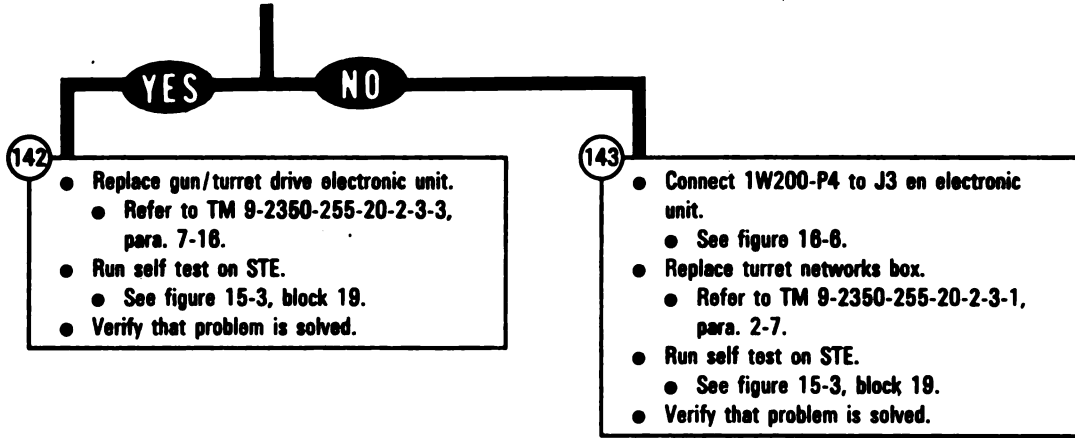 YES
NO
142
● Replace gun/turret drive electronic unit.
● Refer to TM 9-2350-255-20-2-3-3,
para. 7-16.
● Run self test on STE.
● See figure 15-3, block 19.
● Verify that problem is solved.
143
● Connect 1W200-P4 to J3 en electronic
unit.
● See figure 16-6.
● Replace turret networks box.
● Refer to TM 9-2350-255-20-2-3-1,
para. 2-7.
● Run self test on STE.
● See figure 15-3, block 19.
● Verify that problem is solved.